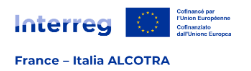 Interreg
Cofinancé par
l'Union Européenne
Cofinanziato
dall'Unione Europea
France – Italia ALCOTRA